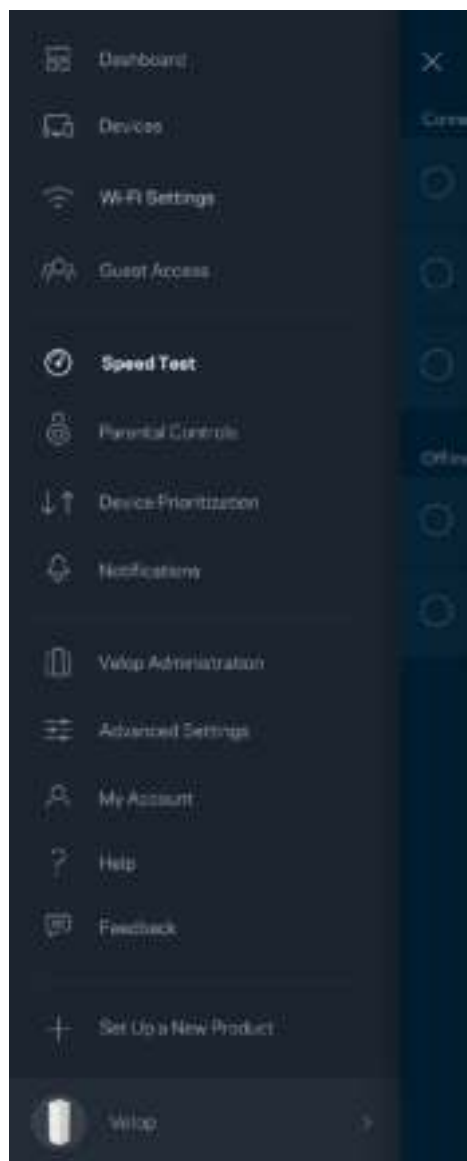 Dashboard
Devices
Wi-Fi Settings
Guest Access
Speed Test
Parental Controls
Device Prioritization
Notifications
Velop Administration
Advanced Settings
My Account
Help
Feedback
Set Up a New Product
Velop